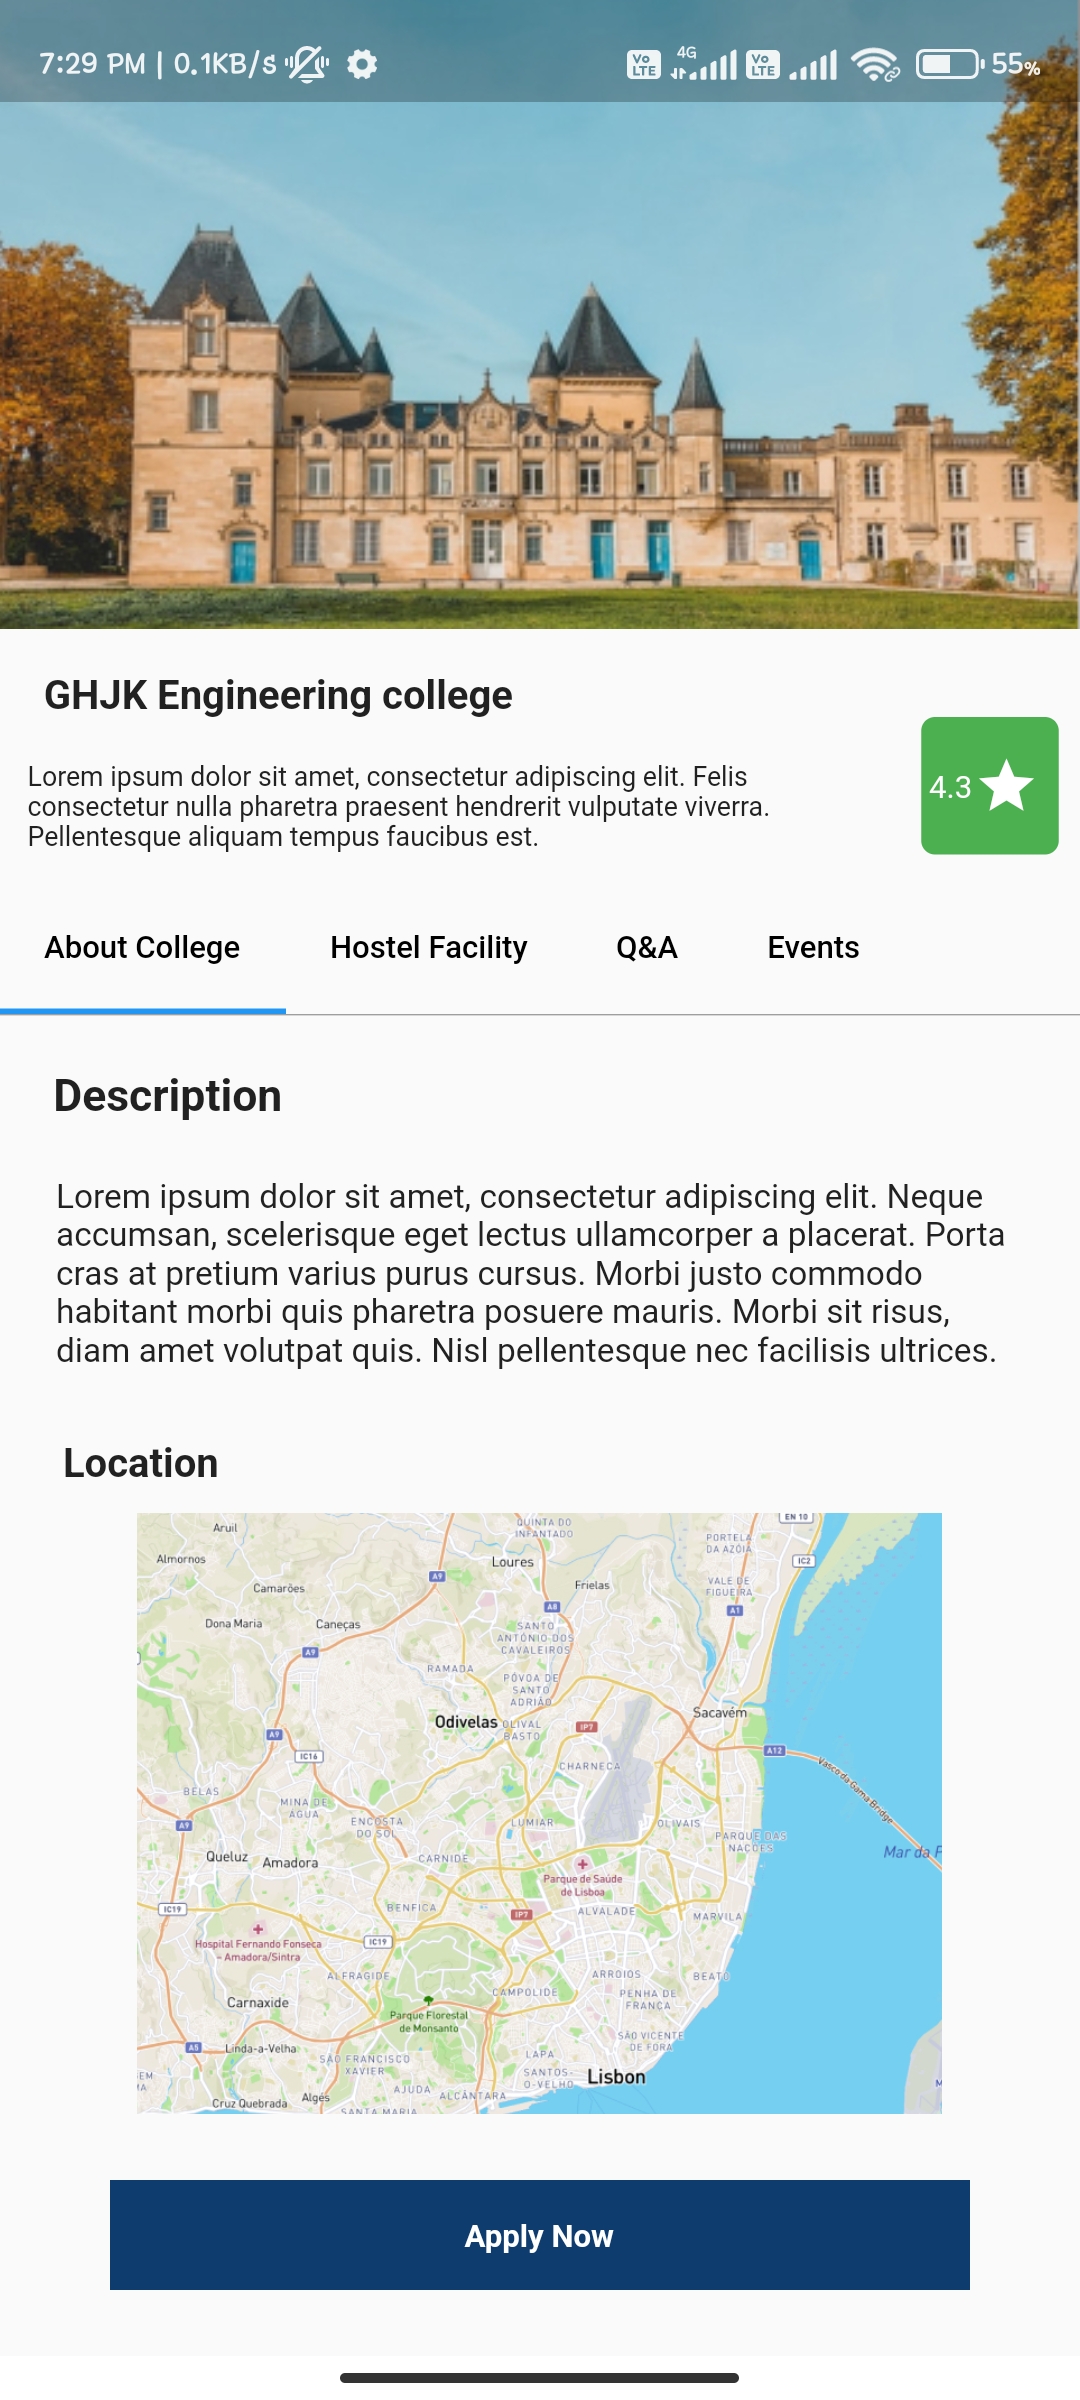 7:29 PM | 0.1KB/s
Vo LTE 4G Vo LTE 55%
GHJK Engineering college
Lorem ipsum dolor sit amet, consectetur adipiscing elit. Felis
consectetur nulla pharetra praesent hendrerit vulputate viverra.
Pellentesque aliquam tempus faucibus est.
4.3
About College Hostel Facility Q&A Events
Description
Lorem ipsum dolor sit amet, consectetur adipiscing elit. Neque
accumsan, scelerisque eget lectus ullamcorper a placerat. Porta
cras at pretium varius purus cursus. Morbi justo commodo
habitant morbi quis pharetra posuere mauris. Morbi sit risus,
diam amet volutpat quis. Nisl pellentesque nec facilisis ultrices.
Location
EN 10
Aruil
QUINTA DO
INFANTADO
PORTELA
DA AZÓIA
Almornos
Loures
IC2
A9
Camarões
Frielas
VALE DE
FIGUEIRA
A8
A1
Dona Maria
Caneças
SANTO
ANTÓNIO DOS
CAVALEIROS
A9
RAMADA
PÓVOA DE
SANTO
ADRIÃO
Sacavém
Odivelas
OLIVAL
BASTO
IP7
A9
IC16
A12
CHARNECA
Vasco da Gama Bridge
BELAS
MINA DE
ÁGUA
A9
ENCOSTA
DO SOL
LUMIAR
OLIVAIS
PARQUE DAS
NAÇÕES
Queluz
Amadora
CARNIDE
Mar da P
Parque de Saúde
de Lisboa
IC19
BENFICA
IP7
ALVALADE
MARVILA
Hospital Fernando Fonseca
– Amadora/Sintra
IC19
ALFRAGIDE
ARROIOS
BEATO
CAMPOLIDE
PENHA DE
FRANÇA
Carnaxide
Parque Florestal
de Monsanto
SÃO VICENTE
DE FORA
A5
Linda-a-Velha
LAPA
SÃO FRANCISCO
XAVIER
SANTOS-
O-VELHO
Lisbon
AJUDA
ALCÂNTARA
Cruz Quebrada
Algés
SANTA MARIA
Apply Now